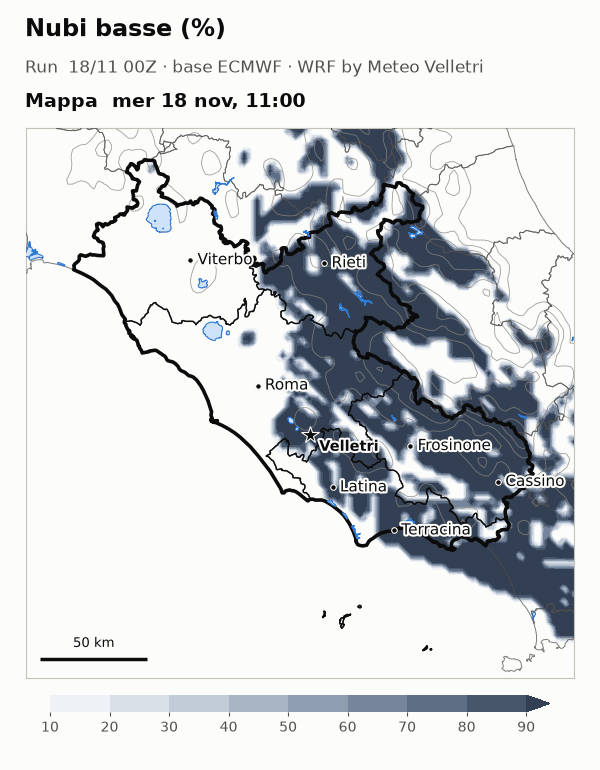 Nubi basse (%)
Run 18/11 00Z · base ECMWF · WRF by Meteo Velletri
Mappa mer 18 nov, 11:00
Viterbo
Rieti
Roma
Velletri
Frosinone
Latina
Cassino
Terracina
50 km
10 20 30 40 50 60 70 80 90